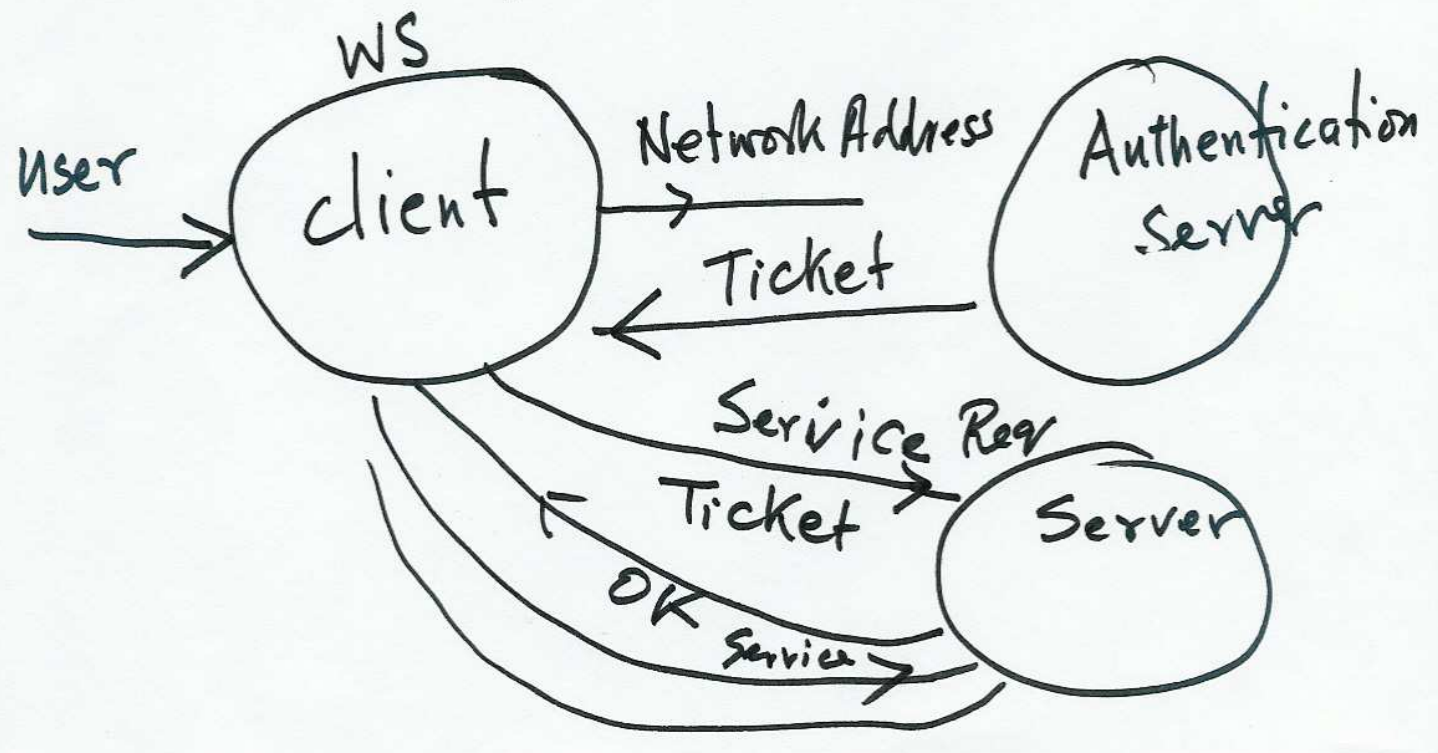 WS
user
client
Network Address
Authentication
Server
Ticket
Service Req
Ticket
Server
OK
Service